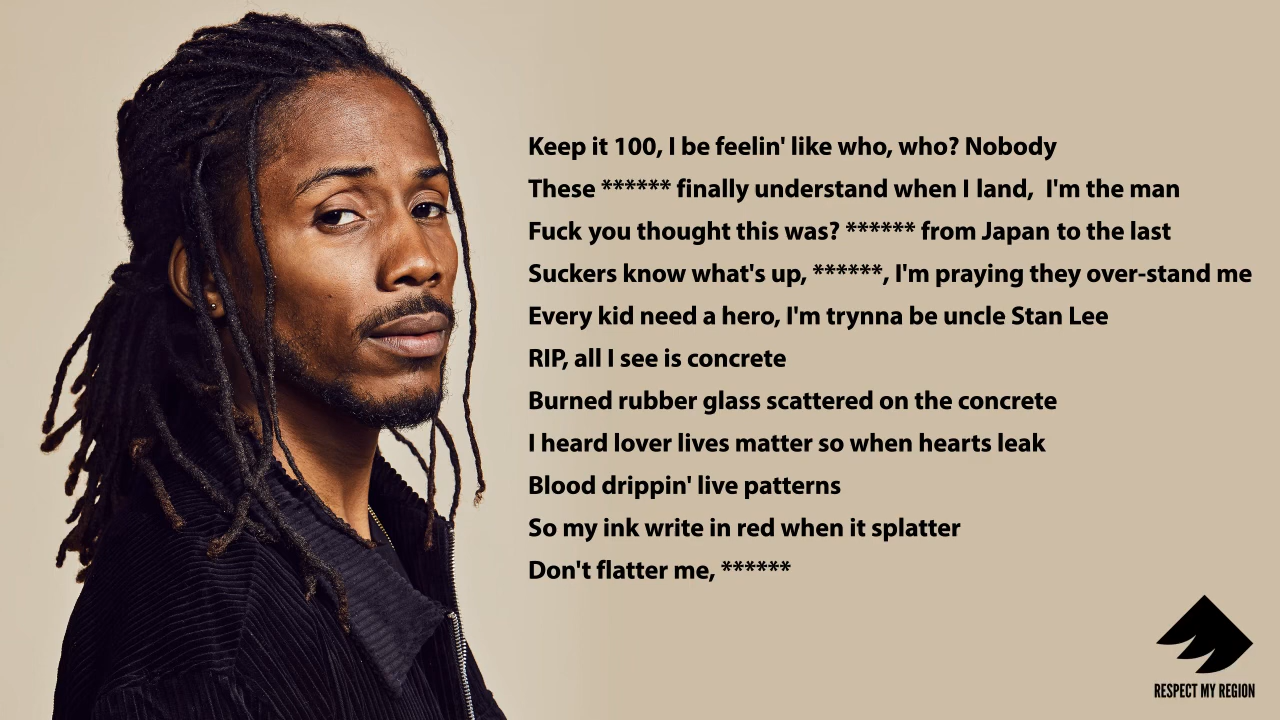 Keep it 100, I be feelin' like who, who? Nobody
These ****** finally understand when I land,  I'm the man
Fuck you thought this was? ****** from Japan to the last
Suckers know what's up, ******, I'm praying they over-stand me
Every kid need a hero, I'm trynna be uncle Stan Lee
RIP, all I see is concrete
Burned rubber glass scattered on the concrete
I heard lover lives matter so when hearts leak
Blood drippin' live patterns
So my ink write in red when it splatter
Don't flatter me, ******
RESPECT MY REGION